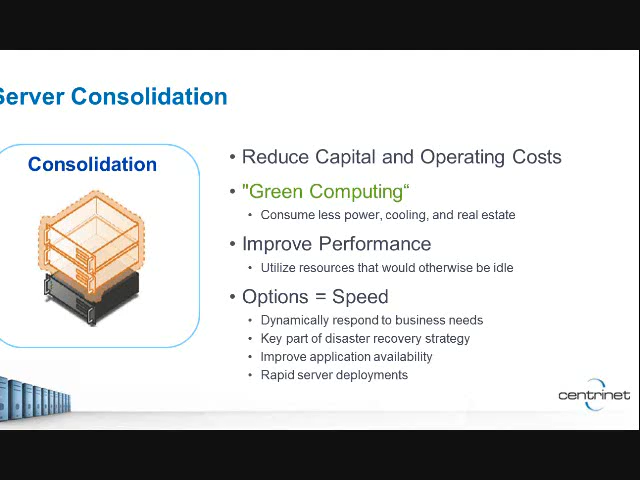 Server Consolidation
Consolidation
• Reduce Capital and Operating Costs
• "Green Computing“
• Consume less power, cooling, and real estate
• Improve Performance
• Utilize resources that would otherwise be idle
• Options = Speed
• Dynamically respond to business needs
• Key part of disaster recovery strategy
• Improve application availability
• Rapid server deployments
centrinet